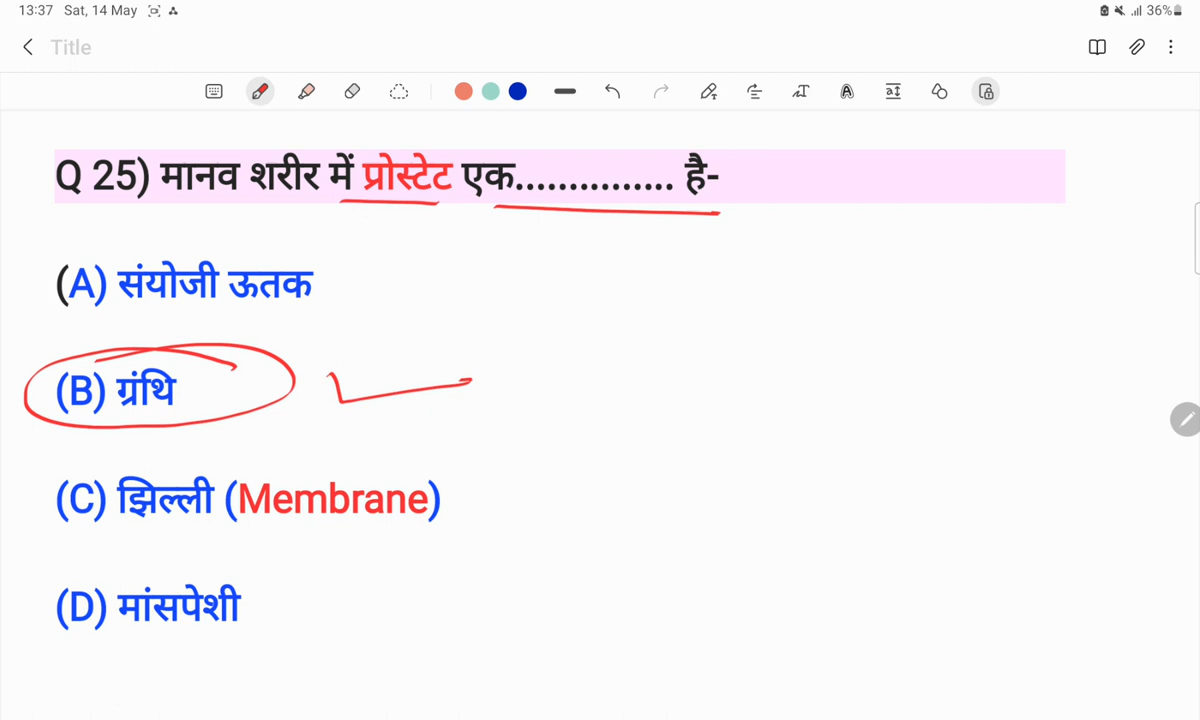 13:37 Sat, 14 May 36%
Title
Q 25) मानव शरीर में प्रोस्टेट एक............... है-
(A) संयोजी ऊतक
(B) ग्रंथि
(C) झिल्ली (Membrane)
(D) मांसपेशी